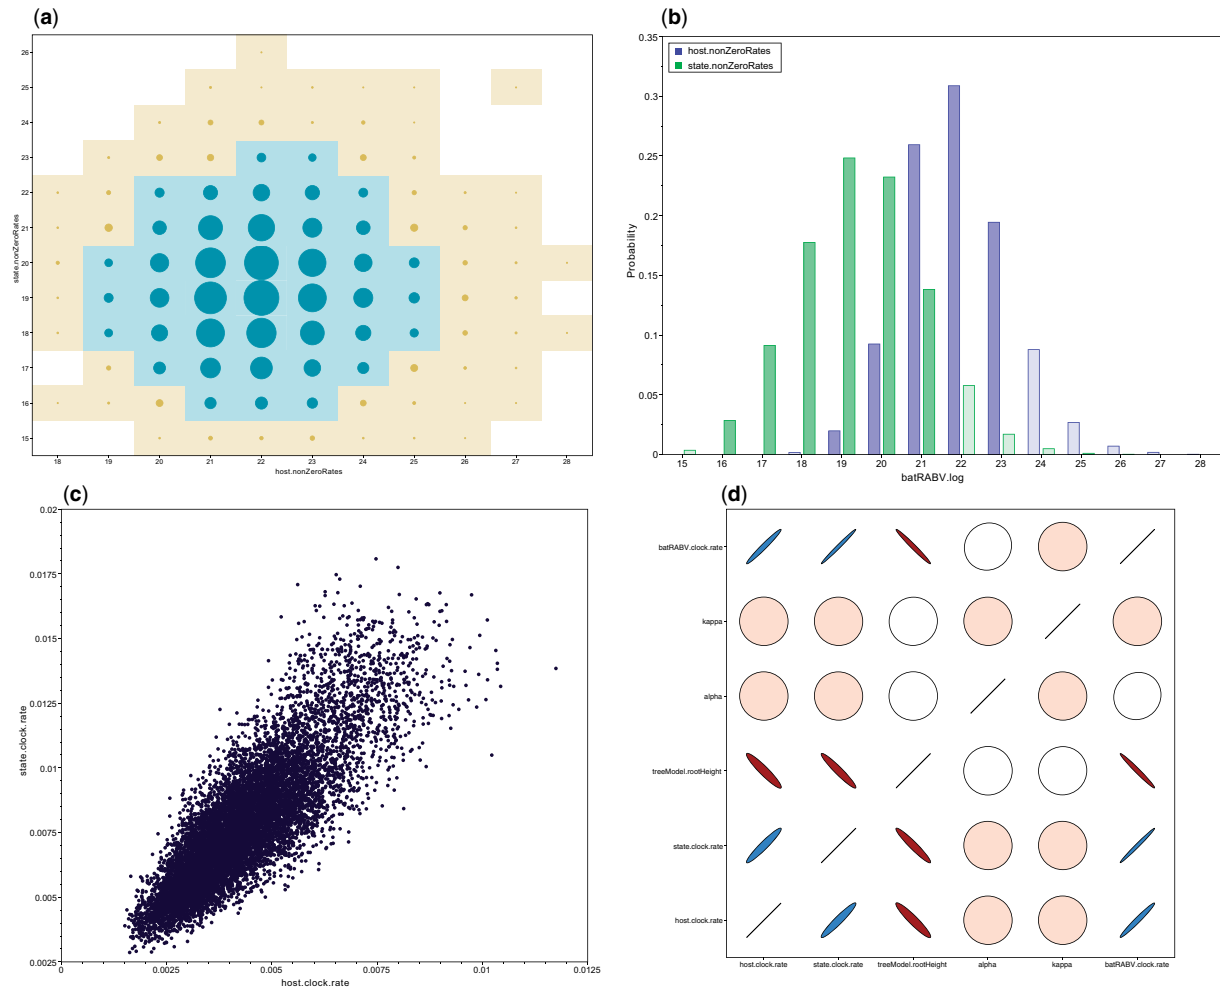 (a)
26
25
24
23
22
21
20
19
18
17
16
15
state.nonZeroRates
18 19 20 21 22 23 24 25 26 27 28
host.nonZeroRates
(b)
host.nonZeroRates
state.nonZeroRates
0.35
0.3
0.25
0.2
0.15
0.1
0.05
0
Probability
15 16 17 18 19 20 21 22 23 24 25 26 27 28
batRABV.log
(c)
0.02
0.0175
0.015
0.0125
0.01
0.0075
0.005
0.0025
state.clock.rate
0 0.0025 0.005 0.0075 0.01 0.0125
host.clock.rate
(d)
batRABV.clock.rate
kappa
alpha
treeModel.rootHeight
state.clock.rate
host.clock.rate
host.clock.rate state.clock.rate treeModel.rootHeight alpha kappa batRABV.clock.rate